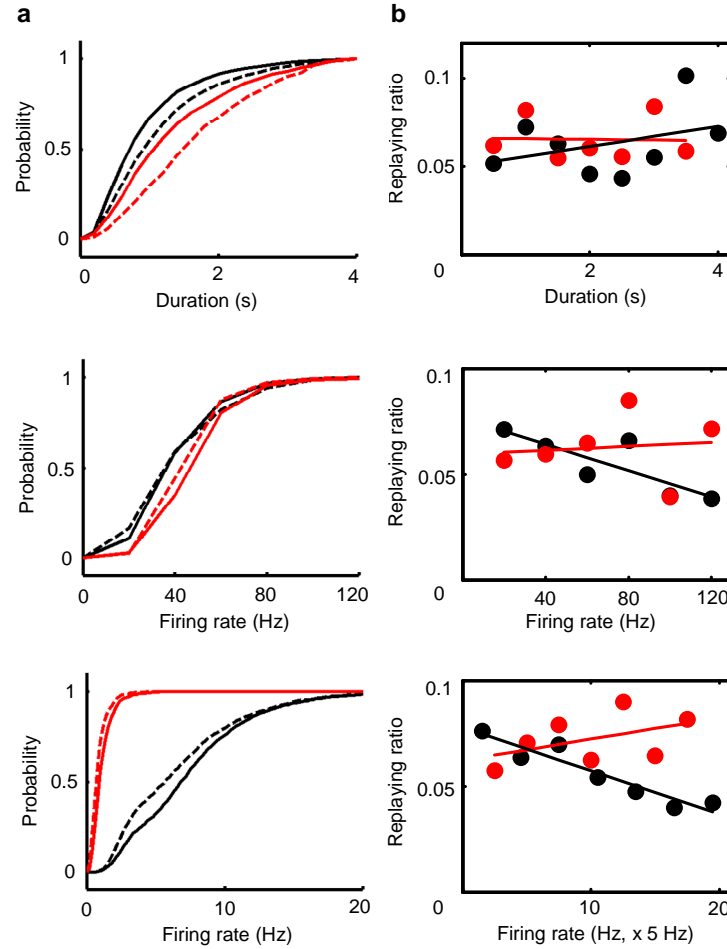 a
b
1
0.5
0
Probability
0
2
4
Duration (s)
0.1
0.05
0
Replaying ratio
2
4
Duration (s)
1
0.5
0
Probability
0
40
80
120
Firing rate (Hz)
0.1
0.05
0
Replaying ratio
40
80
120
Firing rate (Hz)
1
0.5
0
Probability
0
10
20
Firing rate (Hz)
0.1
0.05
0
Replaying ratio
10
20
Firing rate (Hz, x 5 Hz)